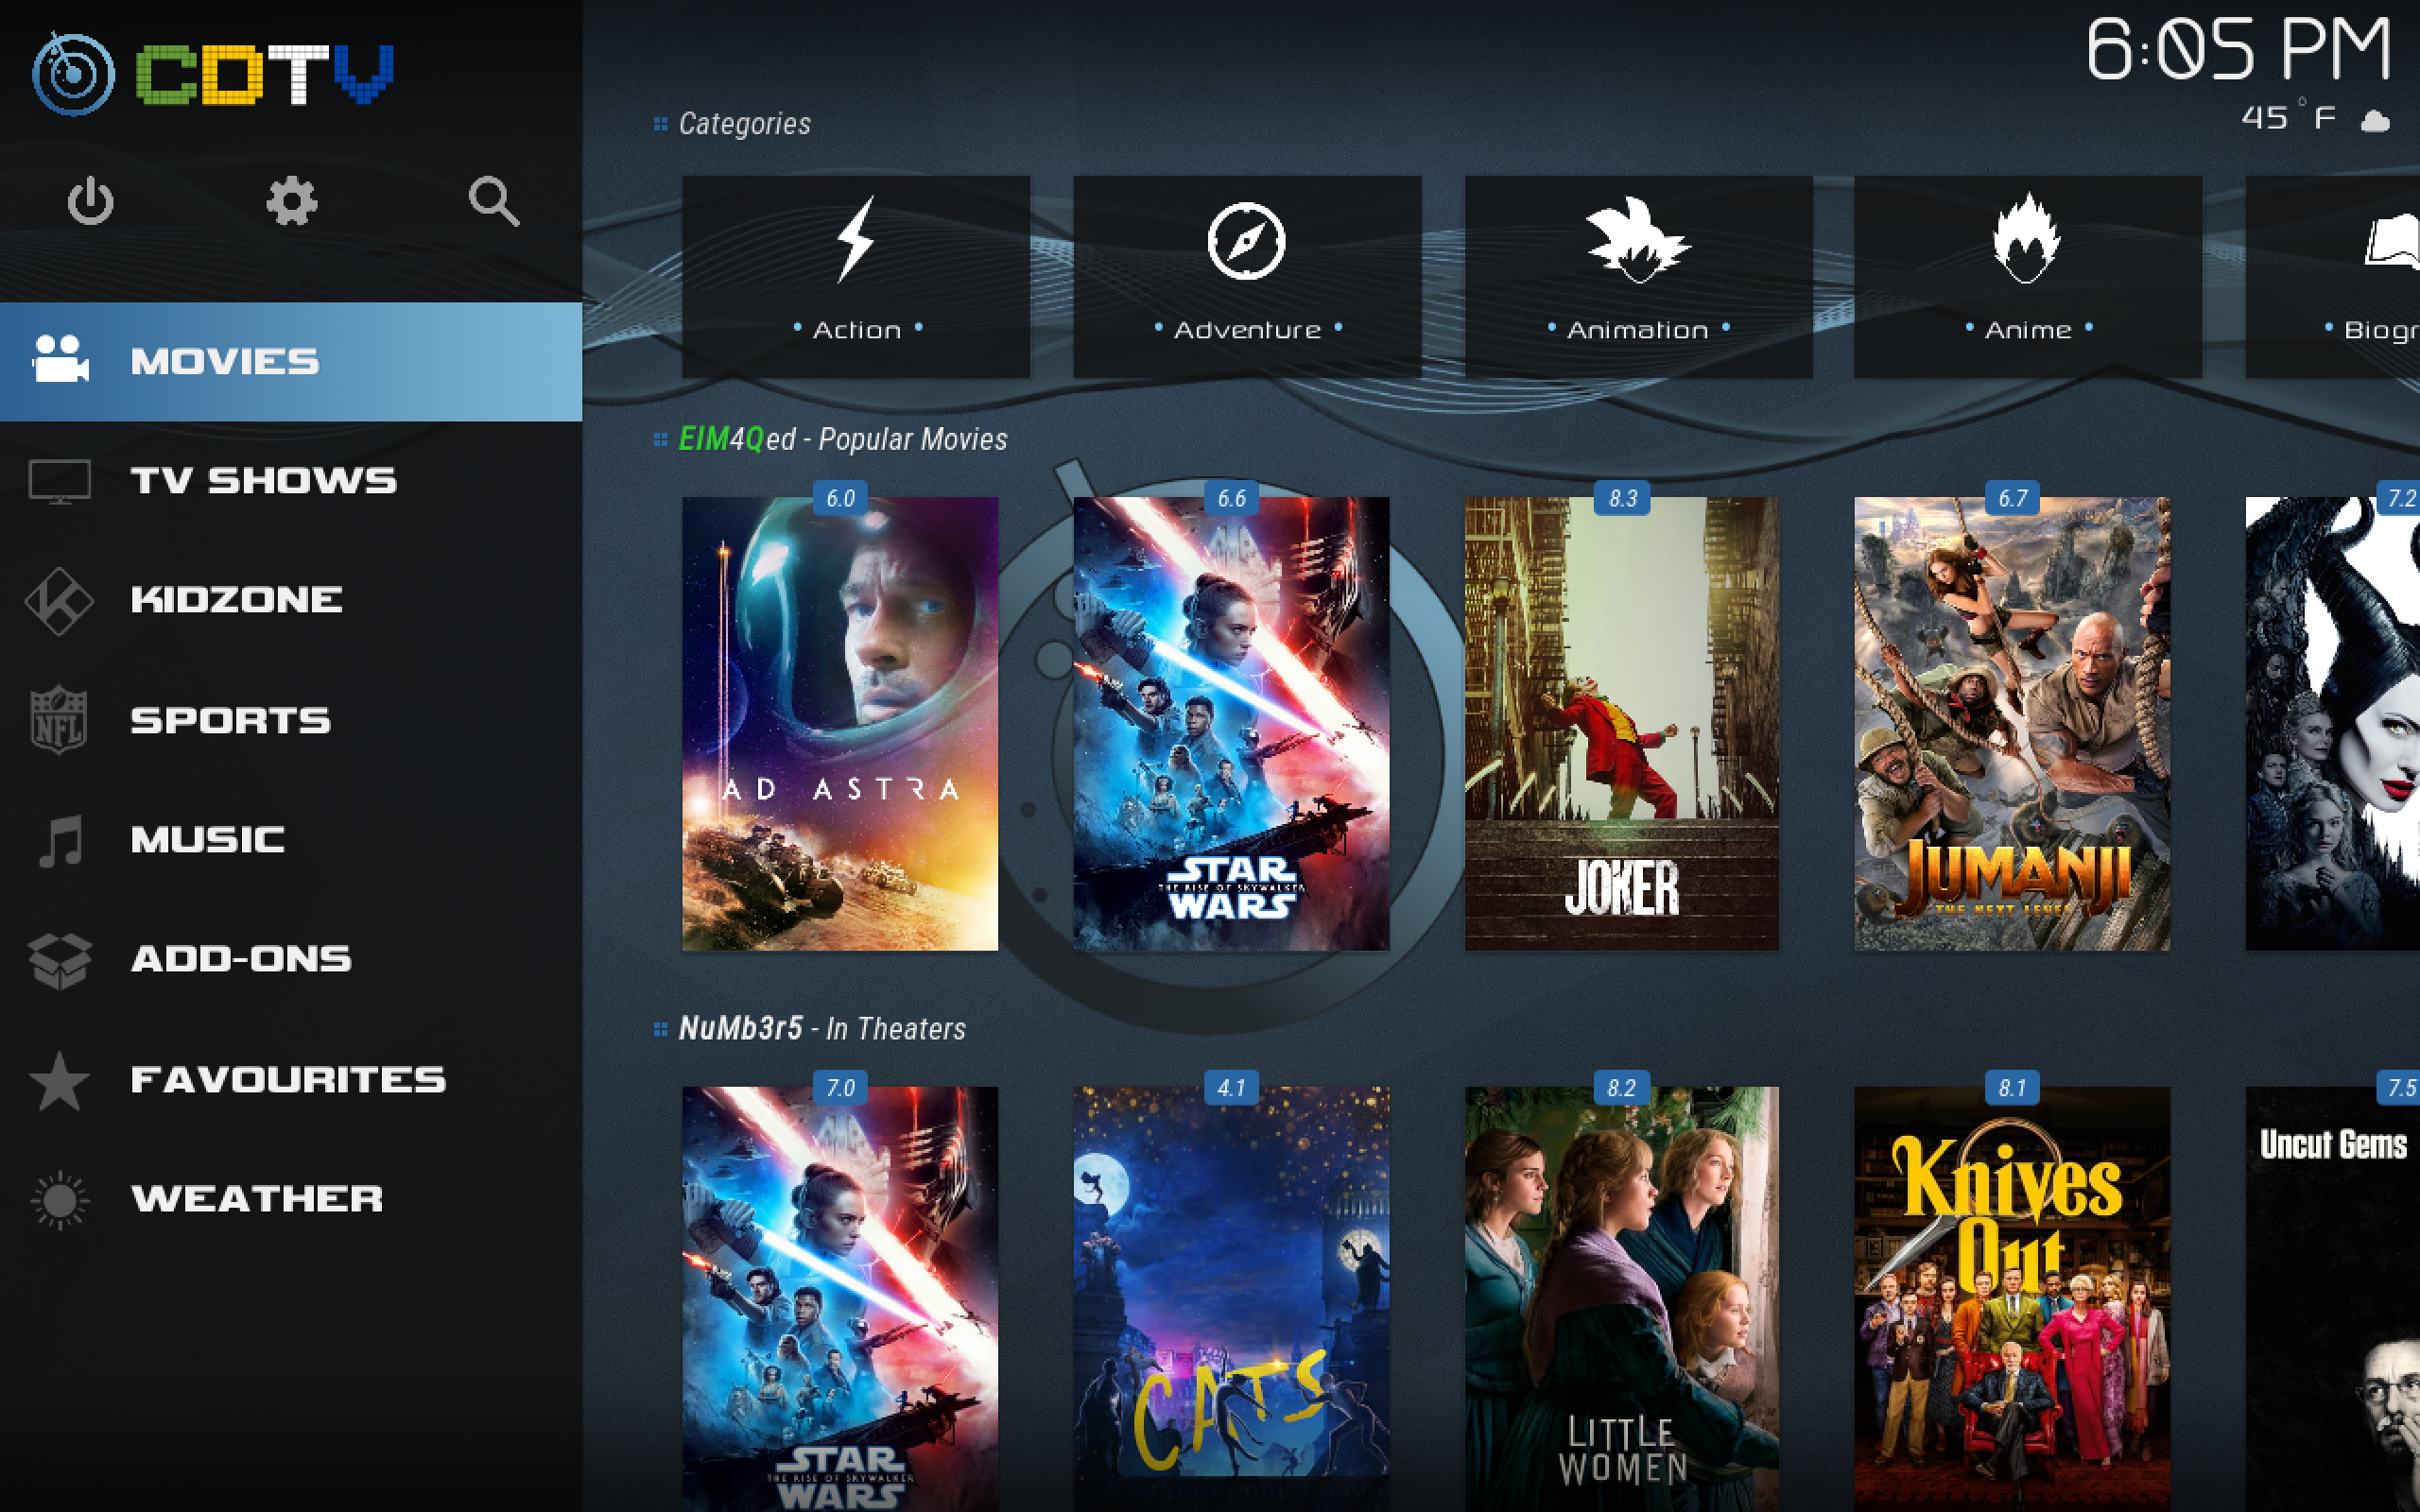 CDTV
6:05 PM
45°F
Categories
• Action •
• Adventure •
• Animation •
• Anime •
• Biogr
MOVIES
TV SHOWS
KIDZONE
NFL
SPORTS
MUSIC
ADD-ONS
FAVOURITES
WEATHER
EIM4Qed - Popular Movies
6.0
6.6
8.3
6.7
7.2
AD ASTRA
STAR
THE RISE OF SKYWALKER
WARS
JOKER
JUMANJI
THE NEXT LEVEL
NuMb3r5 - In Theaters
7.0
4.1
8.2
8.1
7.5
STAR
THE RISE OF SKYWALKER
WARS
CATS
LITTLE
WOMEN
Knives
Out
Uncut Gems